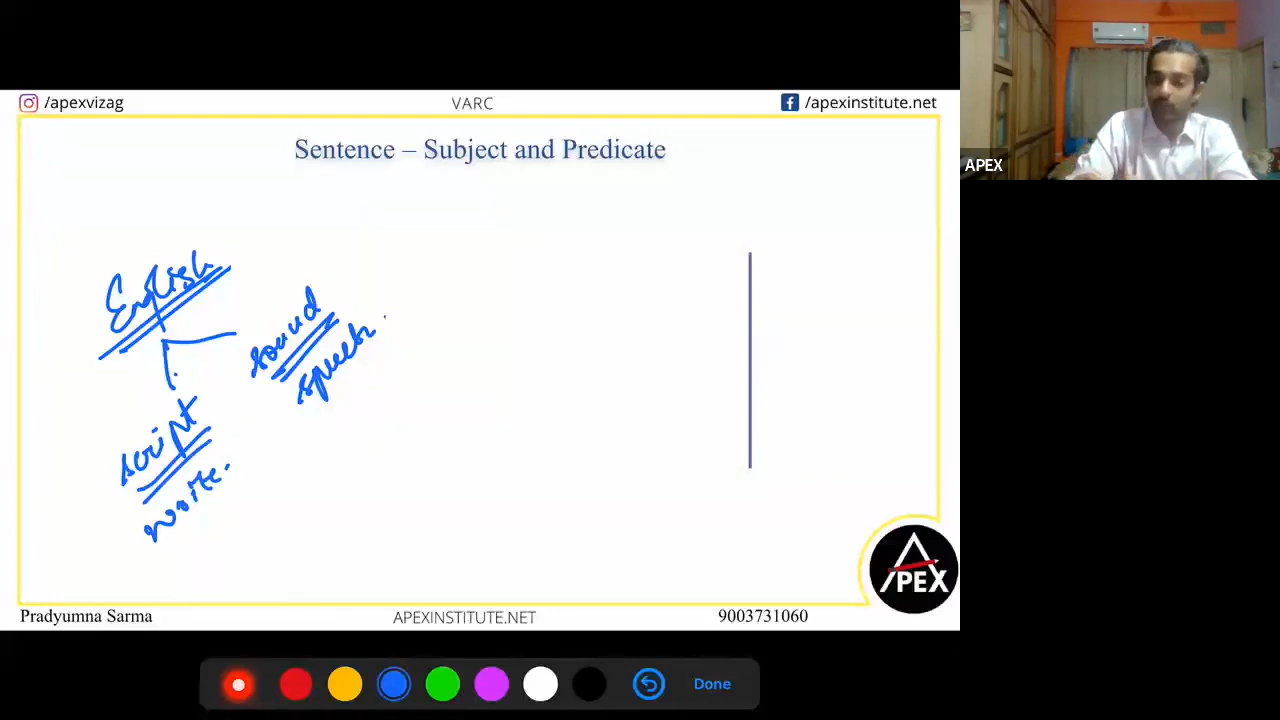 /apexvizag
VARC
/apexinstitute.net
Sentence – Subject and Predicate
English
sound
speech
script
write.
APEX
Pradyumna Sarma
APEXINSTITUTE.NET
9003731060
APEX
Done